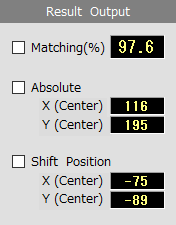 Result Output
Matching(%) 97.6
Absolute
X (Center) 116
Y (Center) 195
Shift Position
X (Center) -75
Y (Center) -89